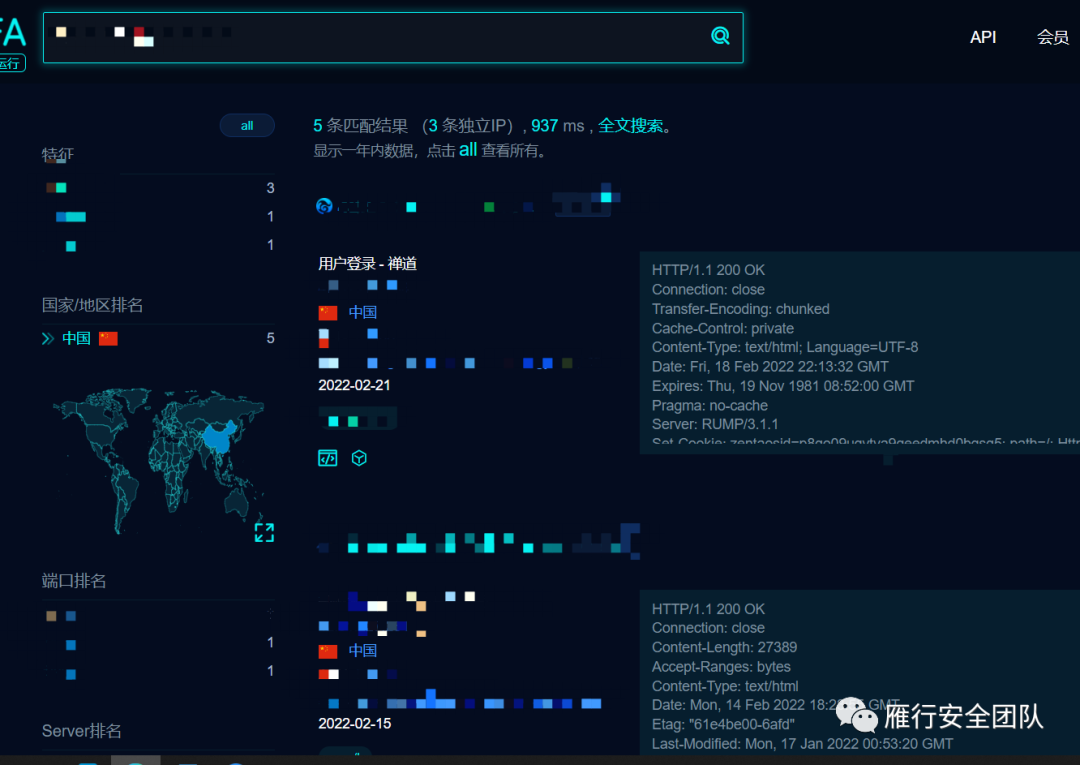 FA
运行
API
会员
all
5 条匹配结果 （3 条独立IP）, 937 ms , 全文搜索。
显示一年内数据，点击 all 查看所有。
特征
3
1
1
国家/地区排名
中国
5
端口排名
1
1
Server排名
用户登录 - 禅道
中国
2022-02-21
HTTP/1.1 200 OK
Connection: close
Transfer-Encoding: chunked
Cache-Control: private
Content-Type: text/html; Language=UTF-8
Date: Fri, 18 Feb 2022 22:13:32 GMT
Expires: Thu, 19 Nov 1981 08:52:00 GMT
Pragma: no-cache
Server: RUMP/3.1.1
中国
2022-02-15
HTTP/1.1 200 OK
Connection: close
Content-Length: 27389
Accept-Ranges: bytes
Content-Type: text/html
Date: Mon, 14 Feb 2022 GMT
Etag: "61e4be00-6afd"
Last-Modified: Mon, 17 Jan 2022 00:53:20 GMT
雁行安全团队